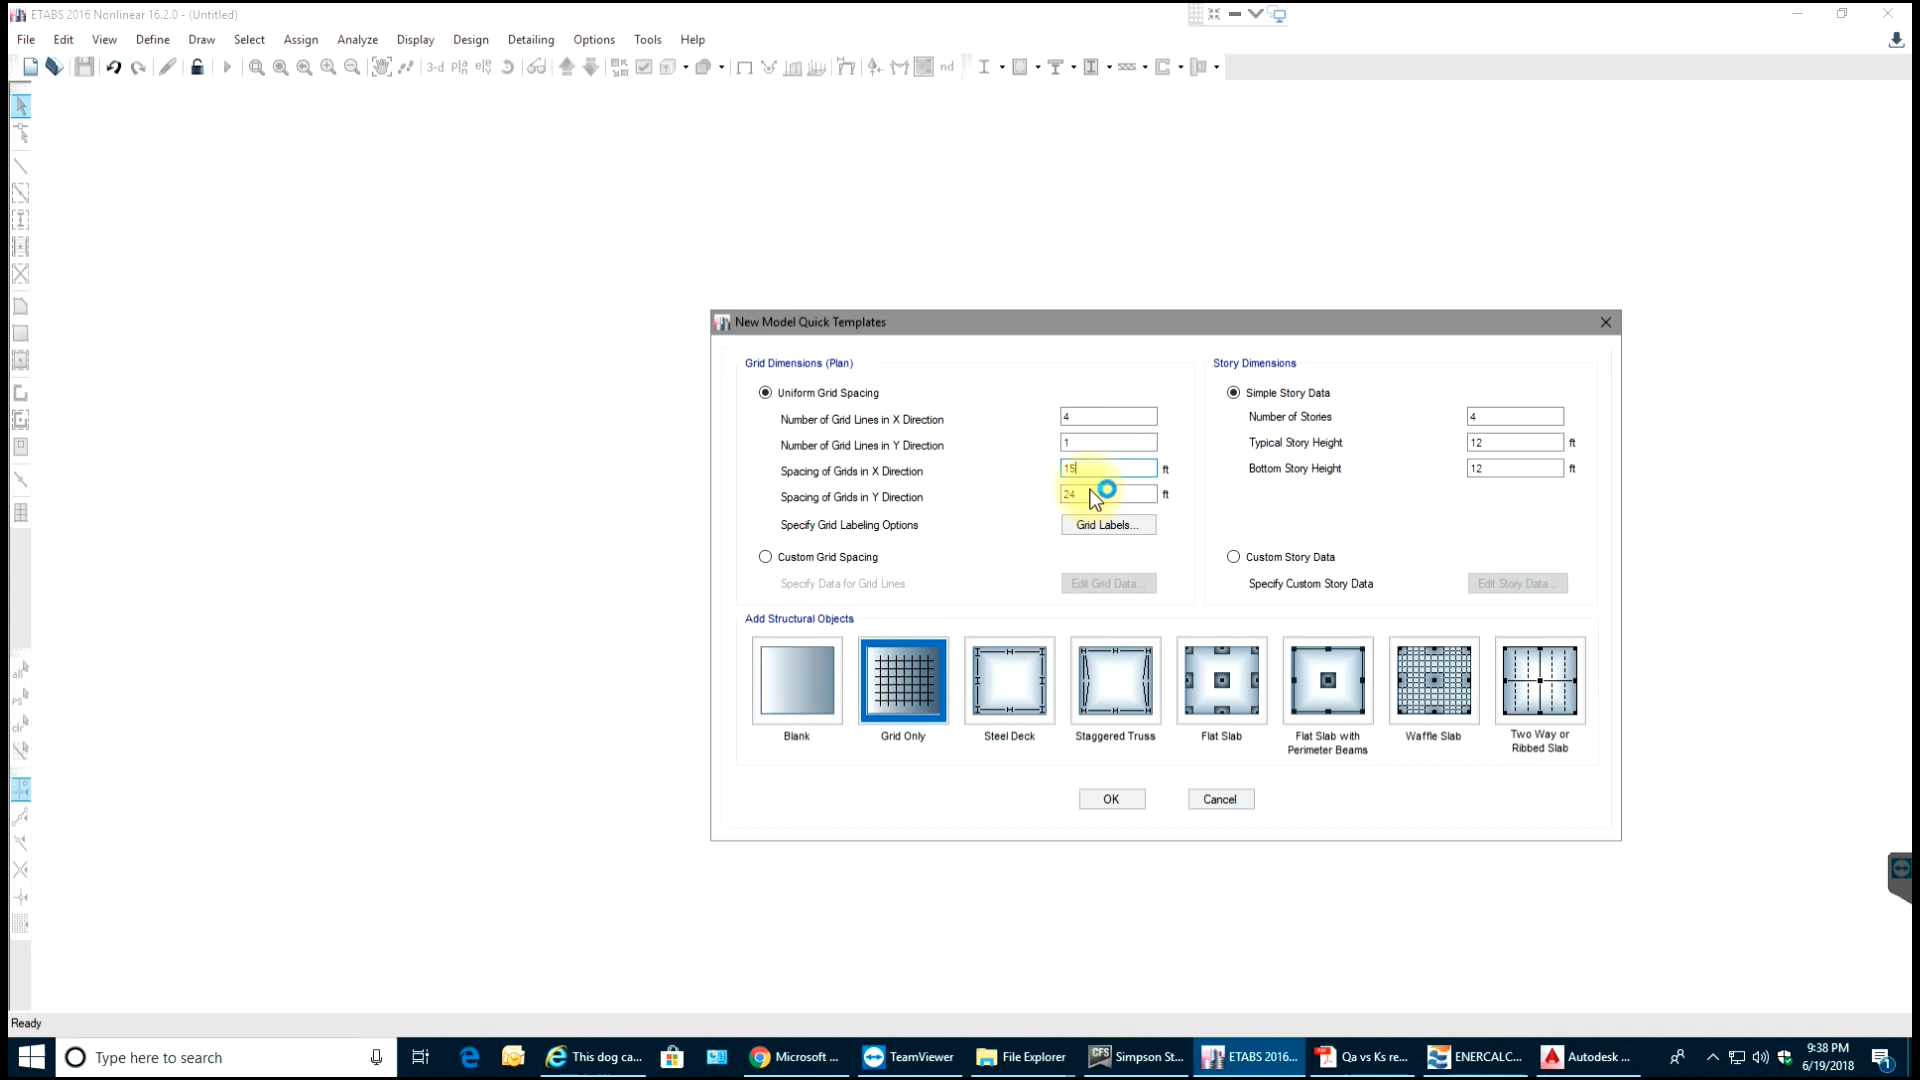 ETABS 2016 Nonlinear 16.2.0 - (Untitled)
File Edit View Define Draw Select Assign Analyze Display Design Detailing Options Tools Help
3-d nd
New Model Quick Templates
Grid Dimensions (Plan)
Uniform Grid Spacing
Number of Grid Lines in X Direction 4
Number of Grid Lines in Y Direction 1
Spacing of Grids in X Direction 15 ft
Spacing of Grids in Y Direction 24 ft
Specify Grid Labeling Options Grid Labels...
Custom Grid Spacing
Specify Data for Grid Lines Edit Grid Data...
Story Dimensions
Simple Story Data
Number of Stories 4
Typical Story Height 12 ft
Bottom Story Height 12 ft
Custom Story Data
Specify Custom Story Data Edit Story Data...
Add Structural Objects
Blank
Grid Only
Steel Deck
Staggered Truss
Flat Slab
Flat Slab with
Perimeter Beams
Waffle Slab
Two Way or
Ribbed Slab
OK Cancel
all
ps
clr
Ready
Type here to search
This dog ca...
Microsoft ...
TeamViewer
File Explorer
CFS
Simpson St...
ETABS 2016...
Qa vs Ks re...
ENERCALC...
Autodesk ...
9:38 PM
6/19/2018
1